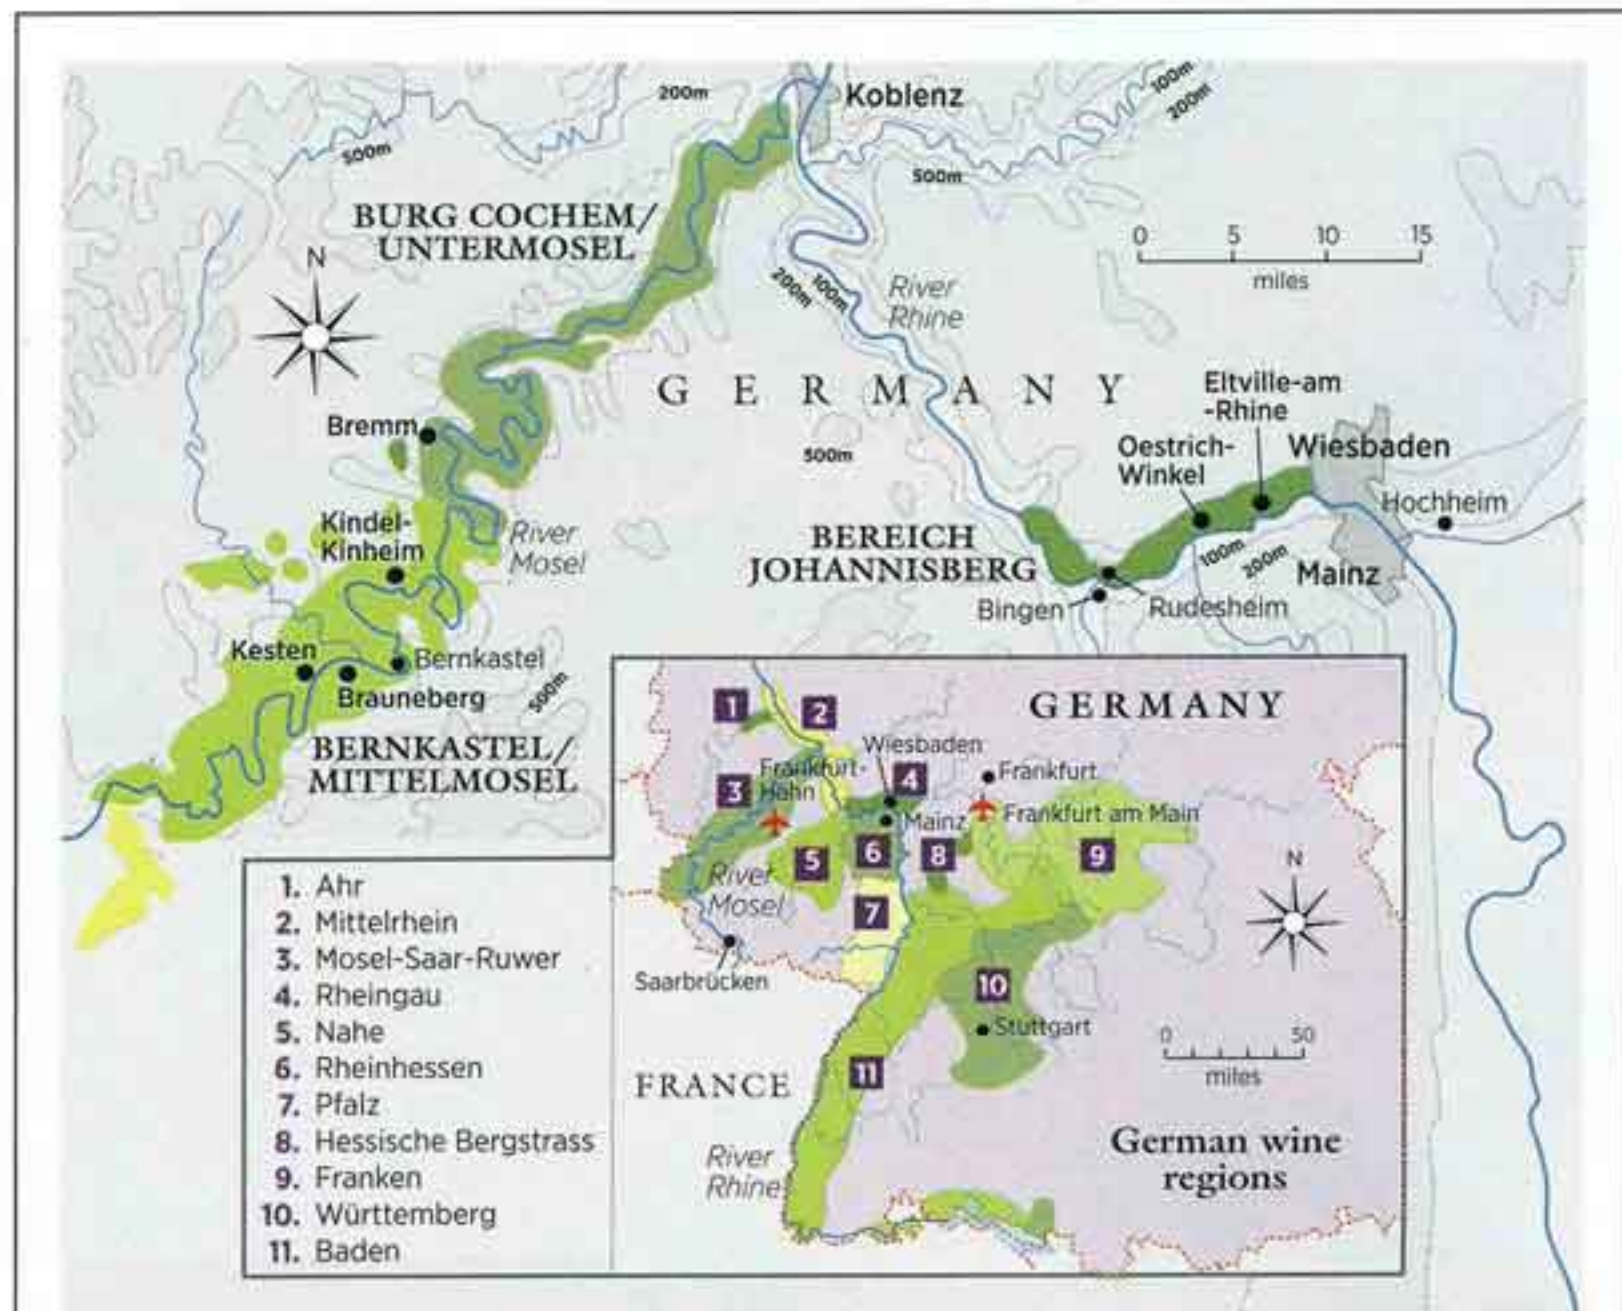 Koblenz
200m
100m
200m
500m
500m
BURG COCHEM/
UNTERMOSEL
N
0 5 10 15
miles
200m
100m
River
Rhine
GERMANY
Eltville-am
-Rhine
Oestrich-
Winkel
Wiesbaden
Bremm
500m
Hochheim
Kindel-
Kinheim
River
Mosel
BEREICH
JOHANNISBERG
100m
200m
Mainz
Bingen
Rudesheim
Kesten
Bernkastel
Brauneberg
500m
BERNKASTEL/
MITTELMOSEL
1. Ahr
2. Mittelrhein
3. Mosel-Saar-Ruwer
4. Rheingau
5. Nahe
6. Rheinhessen
7. Pfalz
8. Hessische Bergstrass
9. Franken
10. Württemberg
11. Baden
GERMANY
1
2
Wiesbaden
Frankfurt-
Hahn
3
4
Frankfurt
Frankfurt am Main
Mainz
5
6
8
9
River
Mosel
7
N
Saarbrücken
10
Stuttgart
0 50
miles
11
FRANCE
River
Rhine
German wine
regions